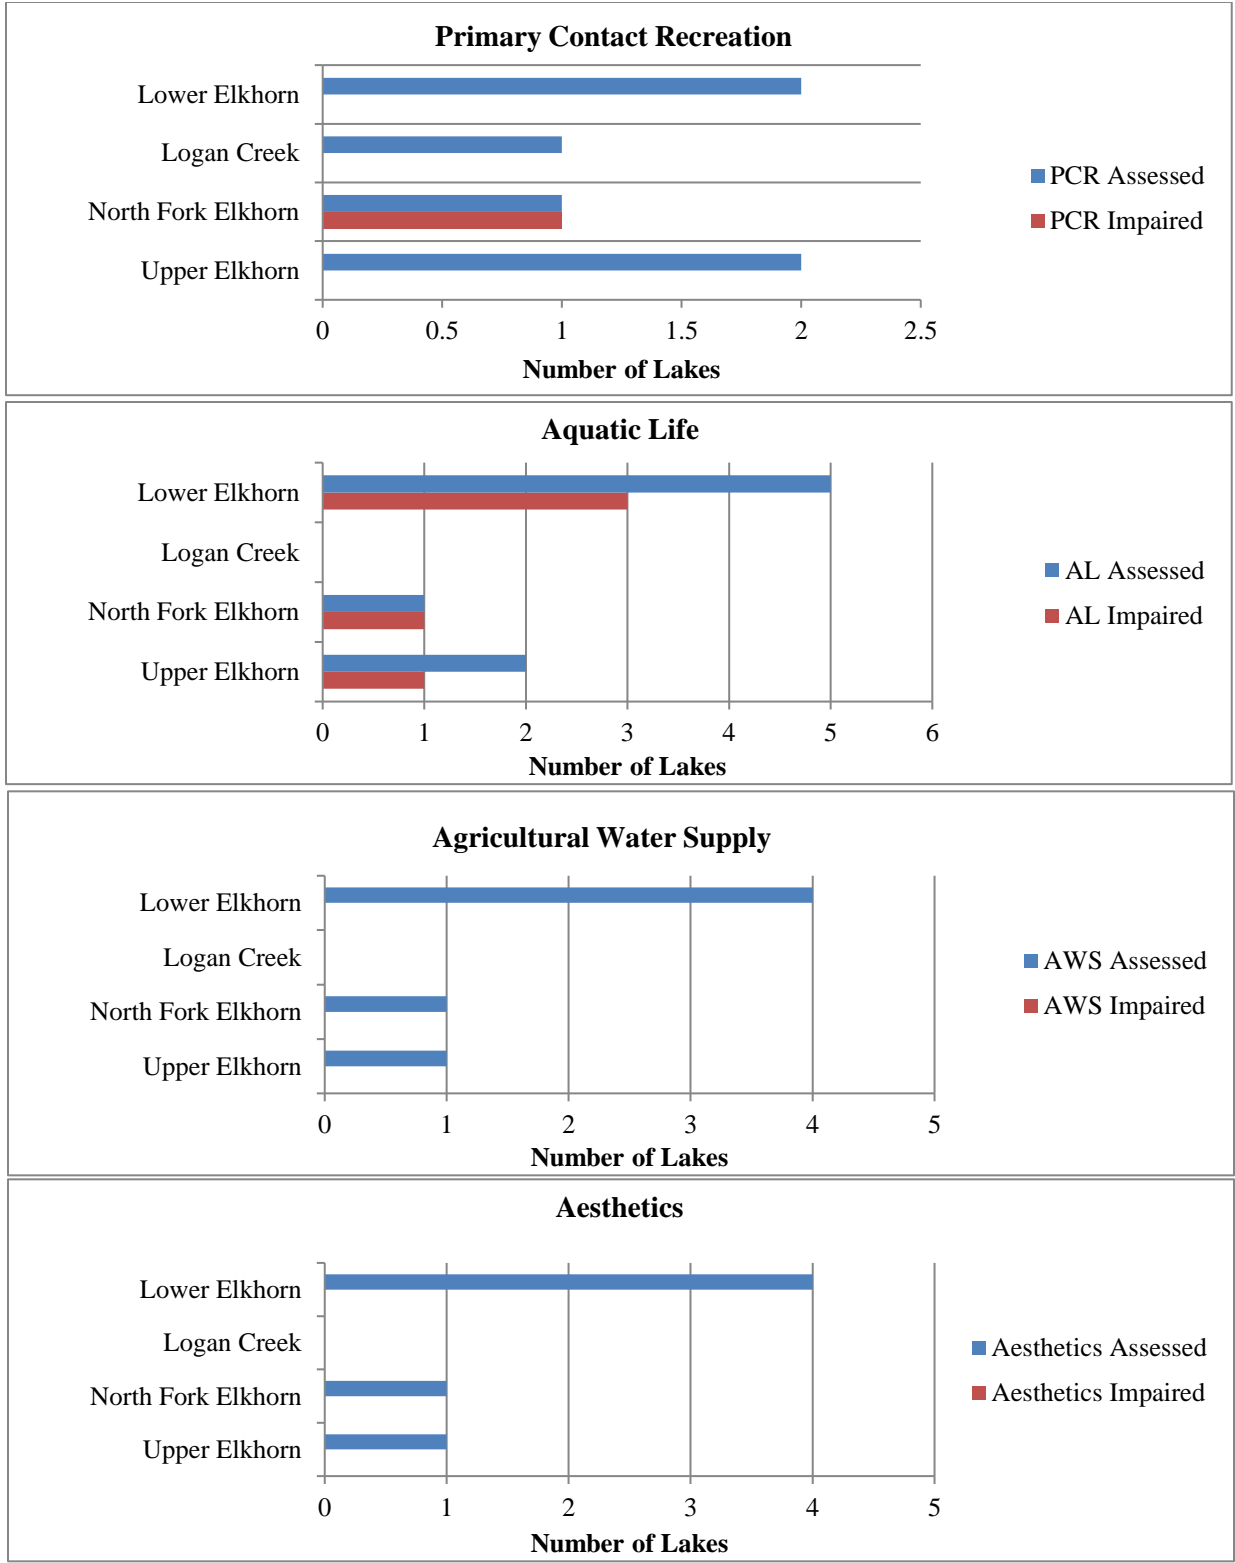 Primary Contact Recreation
Lower Elkhorn
Logan Creek
North Fork Elkhorn
Upper Elkhorn
0 0.5 1 1.5 2 2.5
Number of Lakes
PCR Assessed
PCR Impaired
Aquatic Life
Lower Elkhorn
Logan Creek
North Fork Elkhorn
Upper Elkhorn
0 1 2 3 4 5 6
Number of Lakes
AL Assessed
AL Impaired
Agricultural Water Supply
Lower Elkhorn
Logan Creek
North Fork Elkhorn
Upper Elkhorn
0 1 2 3 4 5
Number of Lakes
AWS Assessed
AWS Impaired
Aesthetics
Lower Elkhorn
Logan Creek
North Fork Elkhorn
Upper Elkhorn
0 1 2 3 4 5
Number of Lakes
Aesthetics Assessed
Aesthetics Impaired